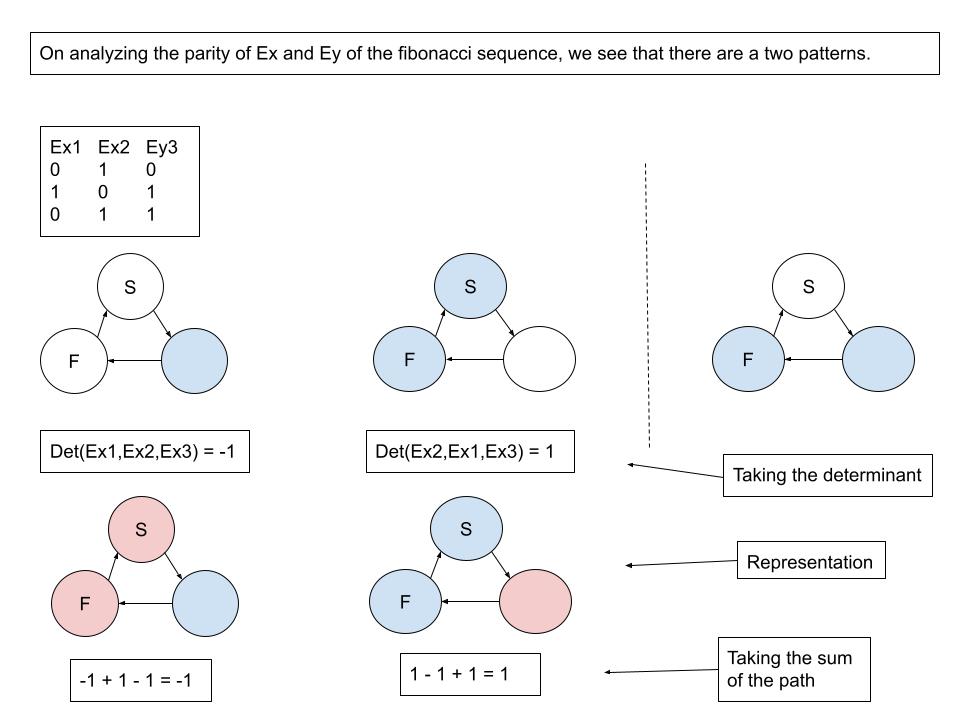 On analyzing the parity of Ex and Ey of the fibonacci sequence, we see that there are a two patterns.
Ex1 Ex2 Ey3
0 1 0
1 0 1
0 1 1
S
F
S
F
S
F
Det(Ex1,Ex2,Ex3) = -1
Det(Ex2,Ex1,Ex3) = 1
Taking the determinant
S
F
S
F
Representation
-1 + 1 - 1 = -1
1 - 1 + 1 = 1
Taking the sum
of the path